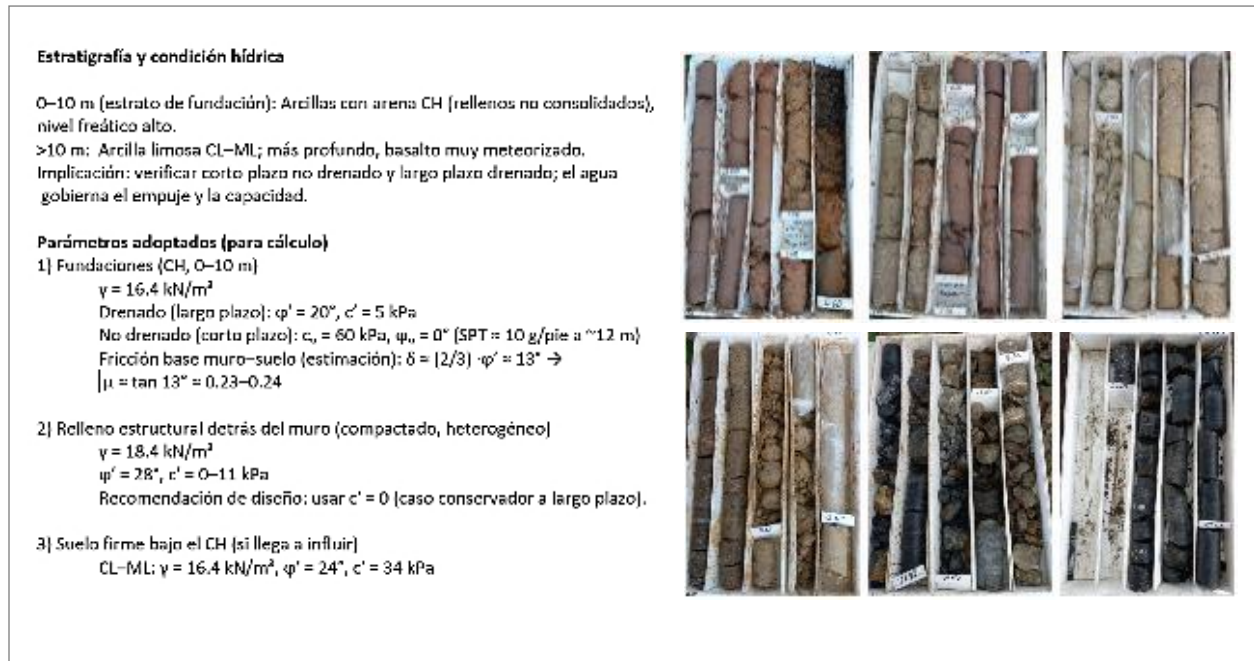 Estratigrafía y condición hídrica
0–10 m (estrato de fundación): Arcillas con arena CH (rellenos no consolidados),
nivel freático alto.
>10 m: Arcilla limosa CL–ML; más profundo, basalto muy meteorizado.
Implicación: verificar corto plazo no drenado y largo plazo drenado; el agua
gobierna el empuje y la capacidad.
Parámetros adoptados (para cálculo)
1) Fundaciones (CH, 0–10 m)
γ = 16.4 kN/m³
Drenado (largo plazo): φ' = 20°, c' = 5 kPa
No drenado (corto plazo): cᵤ = 60 kPa, φᵤ = 0° (SPT ≈ 10 g/pie a ~12 m)
Fricción base muro–suelo (estimación): δ ≈ (2/3) ·φ' ≈ 13° →
μ = tan 13° ≈ 0.23–0.24
2) Relleno estructural detrás del muro (compactado, heterogéneo)
γ = 18.4 kN/m³
φ' = 28°, c' = 0–11 kPa
Recomendación de diseño: usar c' = 0 (caso conservador a largo plazo).
3) Suelo firme bajo el CH (si llega a influir)
CL–ML: γ = 16.4 kN/m³, φ' = 24°, c' = 34 kPa